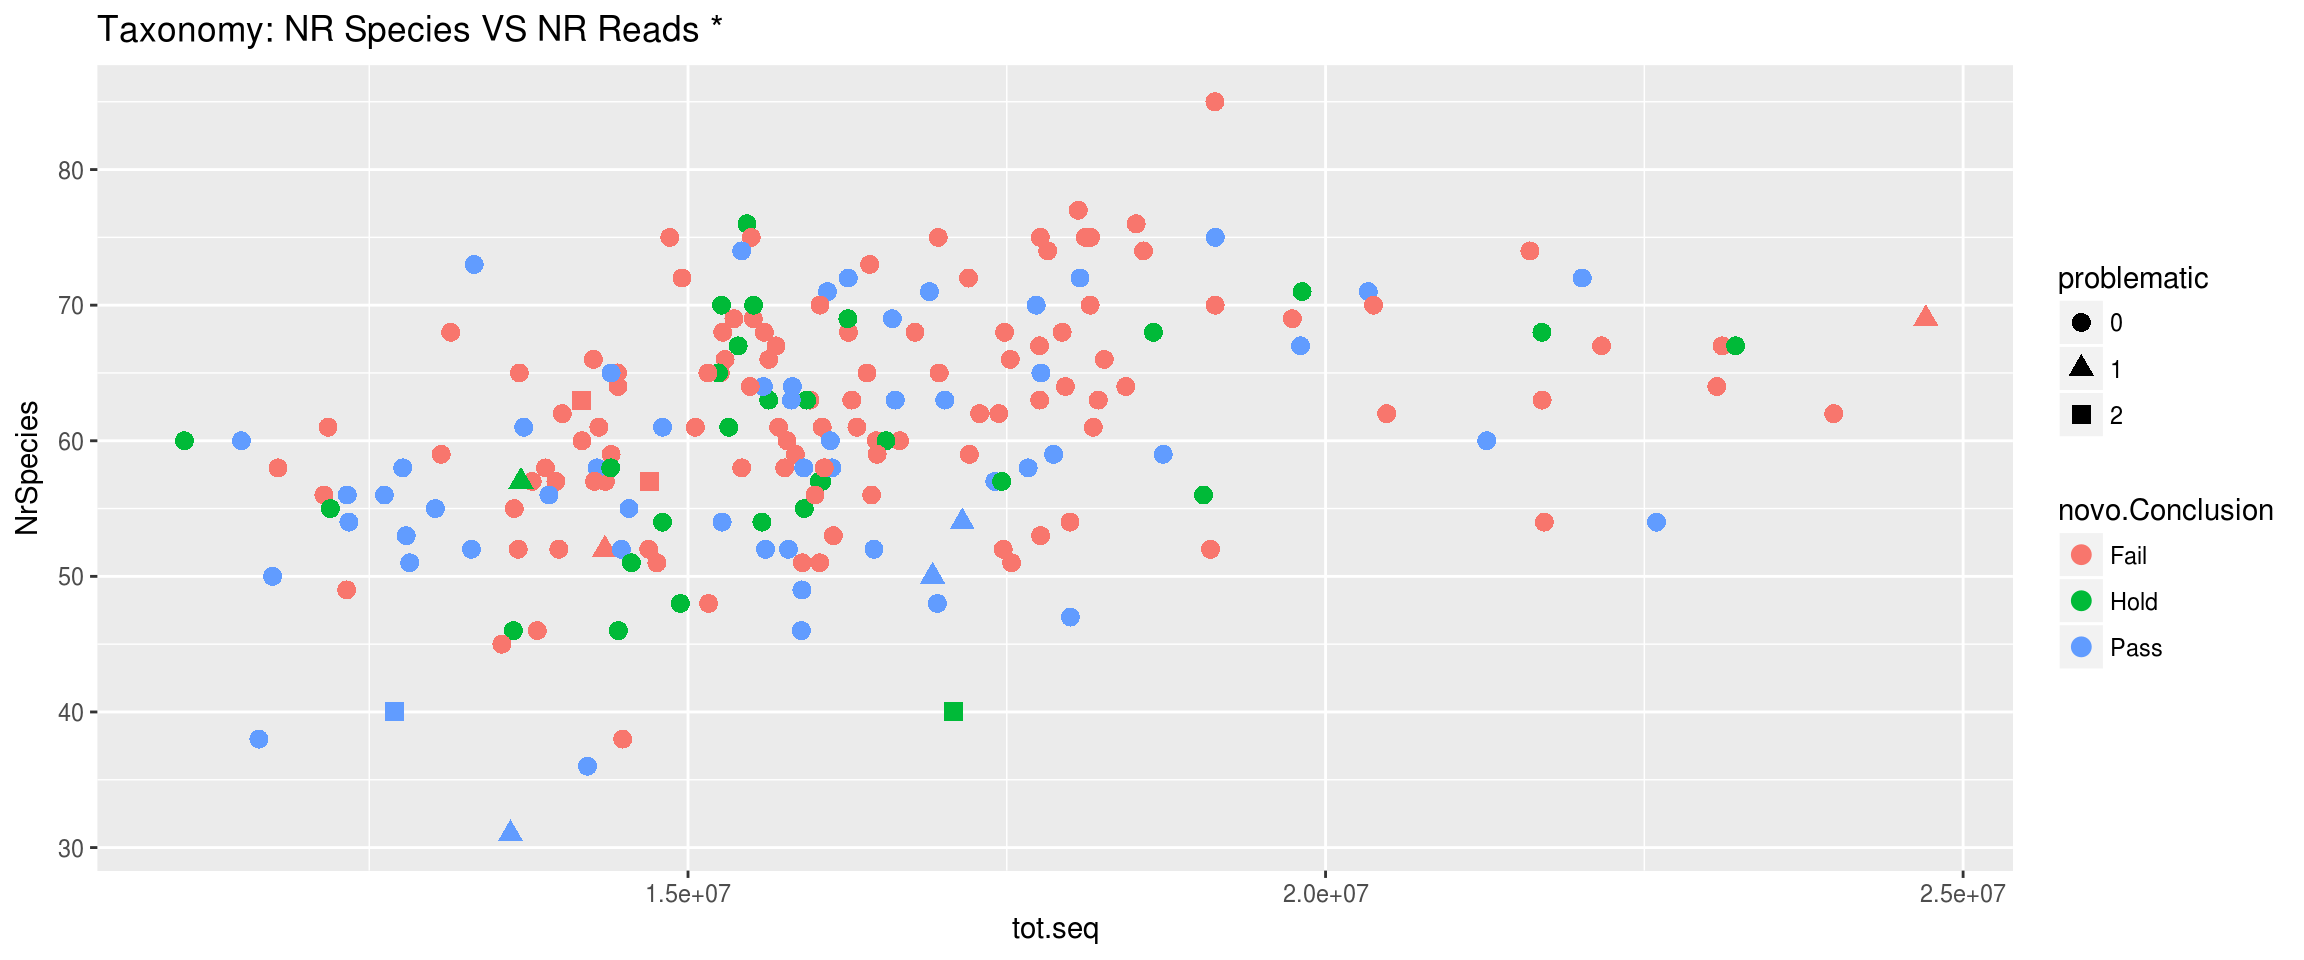 Taxonomy: NR Species VS NR Reads *
NrSpecies
80
70
60
50
40
30
1.5e+07
2.0e+07
2.5e+07
tot.seq
problematic
0
1
2
novo.Conclusion
Fail
Hold
Pass